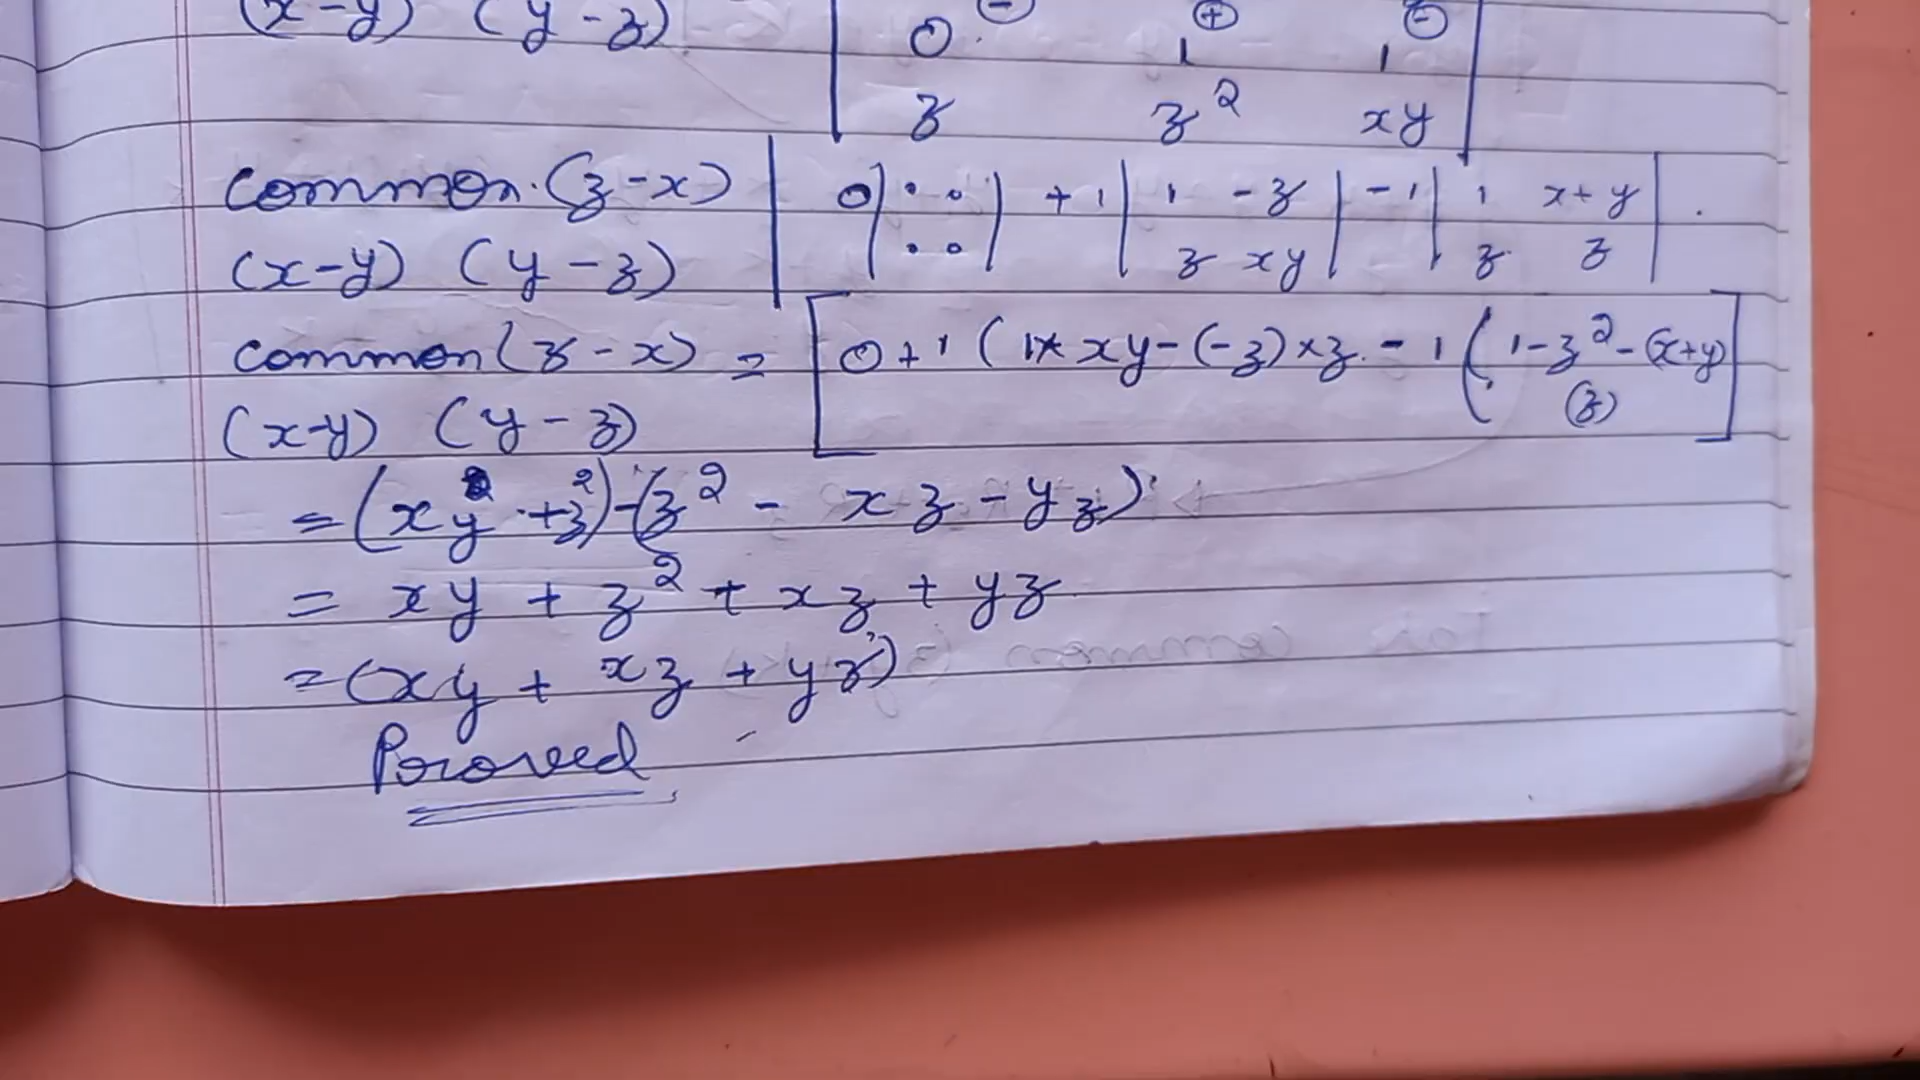 (x-y) (y-z) | 0 1 1 |
z z² xy
common.(z-x) | 0|. .| +1| 1 -z | -1| 1 x+y | .
(x-y) (y-z) | |. .| | z xy | | z z |
common(z-x) = [0+1(1× xy-(-z)×z - 1(1-z²-(x+y)
(x-y) (y-z) (z)]
=(xy+z²)-(z² - xz-yz)
= xy + z² + xz + yz
=(xy + xz + yz)
Proved